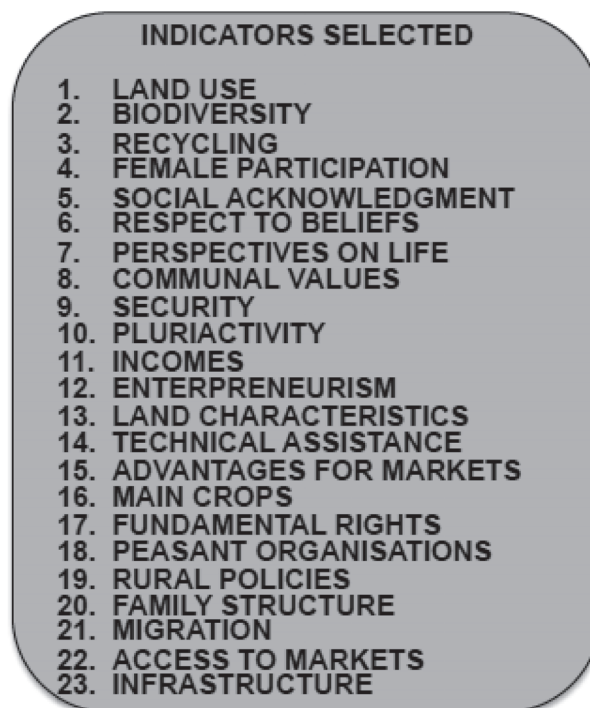 INDICATORS SELECTED
1. LAND USE
2. BIODIVERSITY
3. RECYCLING
4. FEMALE PARTICIPATION
5. SOCIAL ACKNOWLEDGMENT
6. RESPECT TO BELIEFS
7. PERSPECTIVES ON LIFE
8. COMMUNAL VALUES
9. SECURITY
10. PLURIACTIVITY
11. INCOMES
12. ENTERPRENEURISM
13. LAND CHARACTERISTICS
14. TECHNICAL ASSISTANCE
15. ADVANTAGES FOR MARKETS
16. MAIN CROPS
17. FUNDAMENTAL RIGHTS
18. PEASANT ORGANISATIONS
19. RURAL POLICIES
20. FAMILY STRUCTURE
21. MIGRATION
22. ACCESS TO MARKETS
23. INFRASTRUCTURE